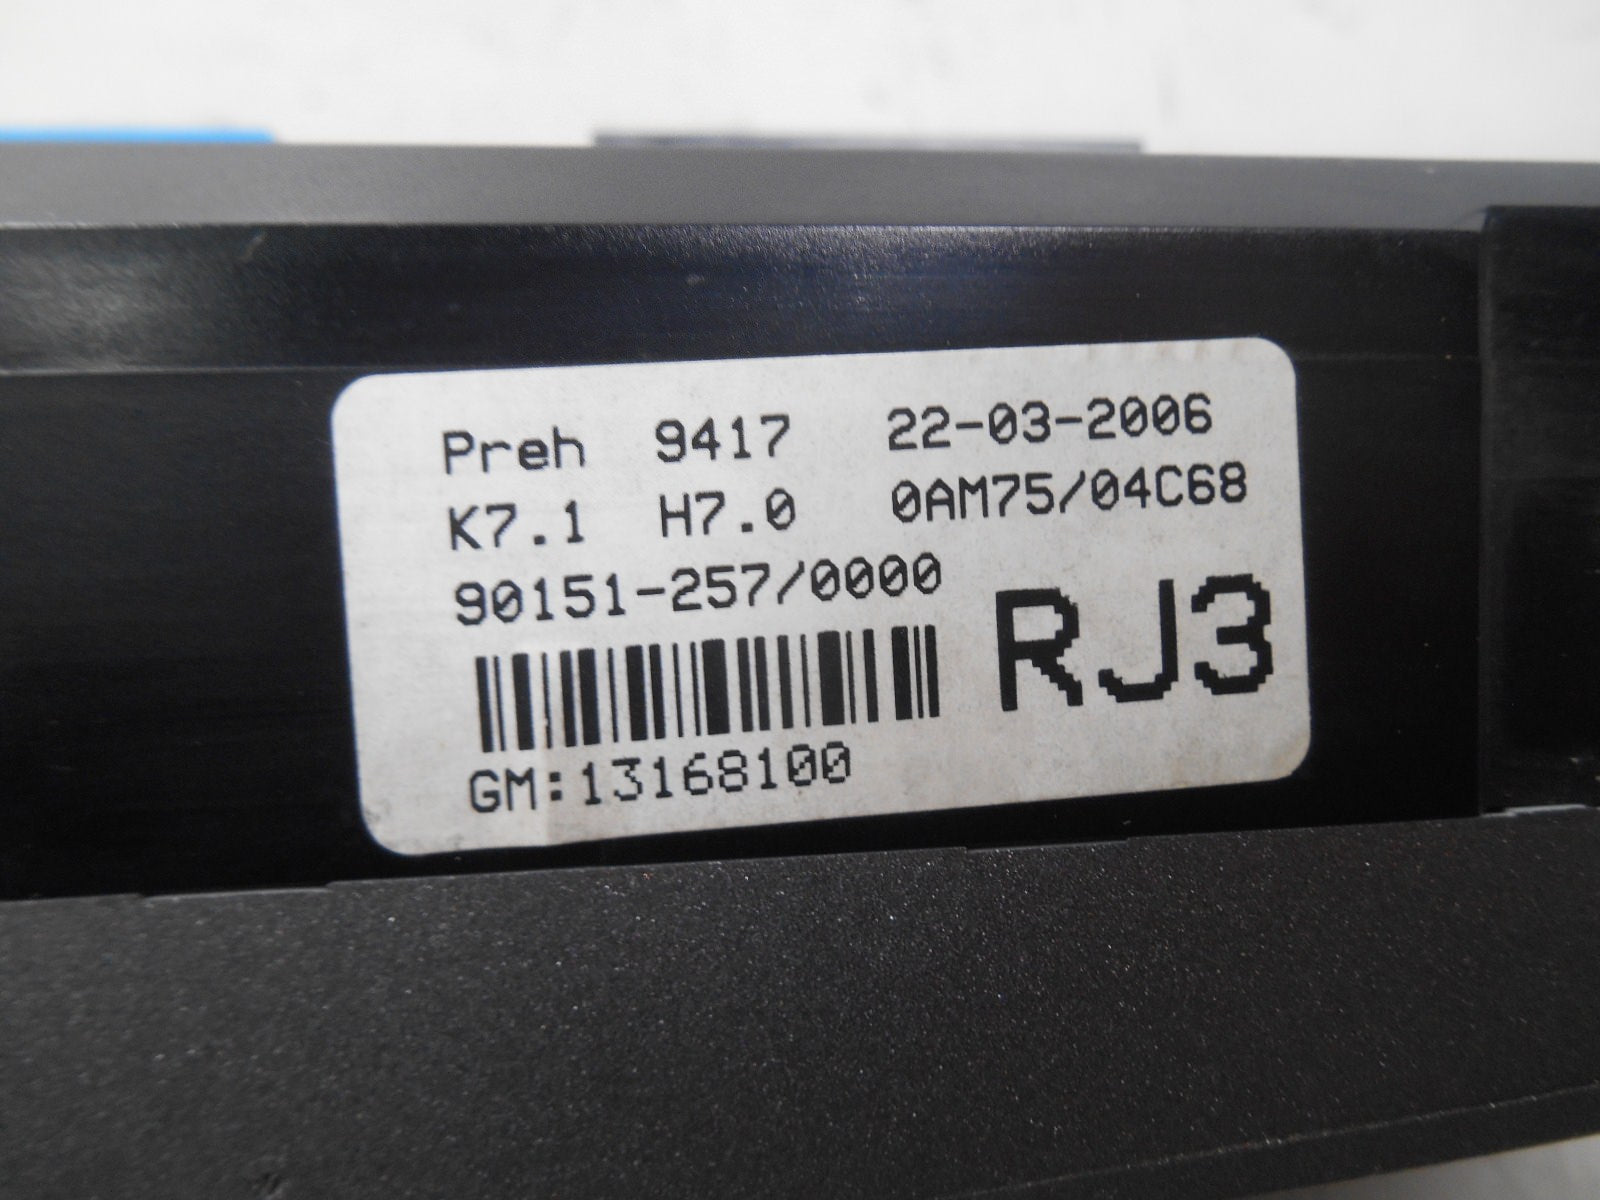 Preh 9417 22-03-2006
K7.1 H7.0 0AM75/04C68
90151-257/0000
RJ3
GM:13168100